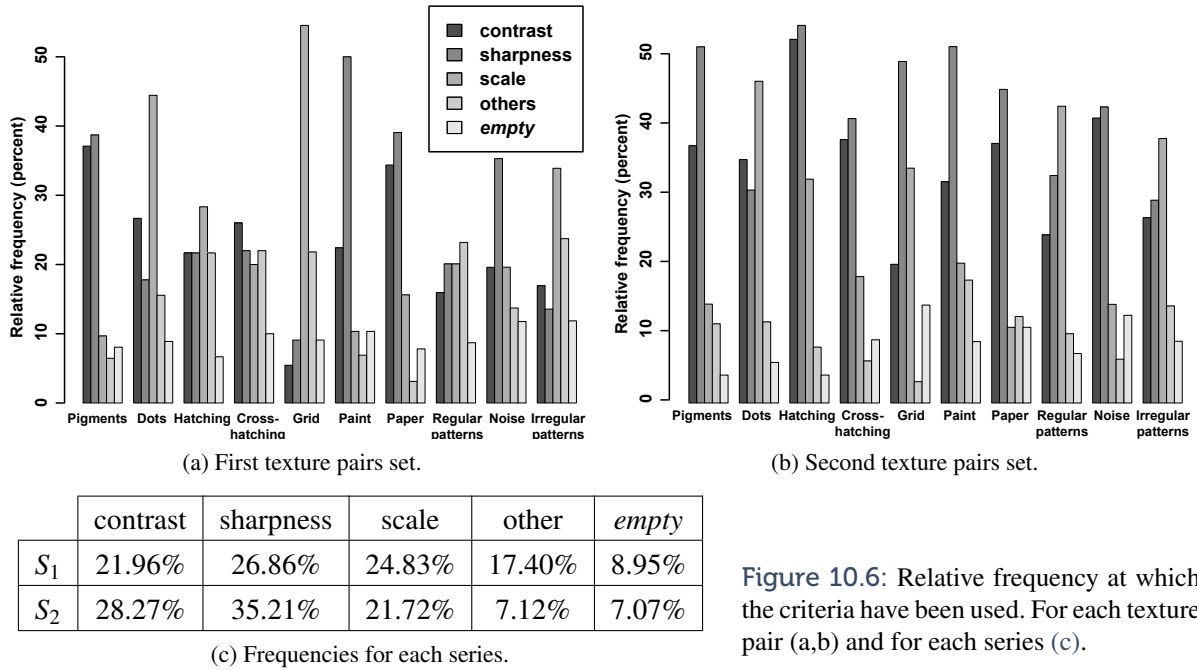 contrast
sharpness
scale
others
empty
Relative frequency (percent)
0 10 20 30 40 50
Pigments Dots Hatching Cross-hatching Grid Paint Paper Regular patterns Noise Irregular patterns
(a) First texture pairs set.
Relative frequency (percent)
0 10 20 30 40 50
Pigments Dots Hatching Cross-hatching Grid Paint Paper Regular patterns Noise Irregular patterns
(b) Second texture pairs set.
contrast sharpness scale other empty
S1 21.96% 26.86% 24.83% 17.40% 8.95%
S2 28.27% 35.21% 21.72% 7.12% 7.07%
(c) Frequencies for each series.
Figure 10.6: Relative frequency at which
the criteria have been used. For each texture
pair (a,b) and for each series (c).